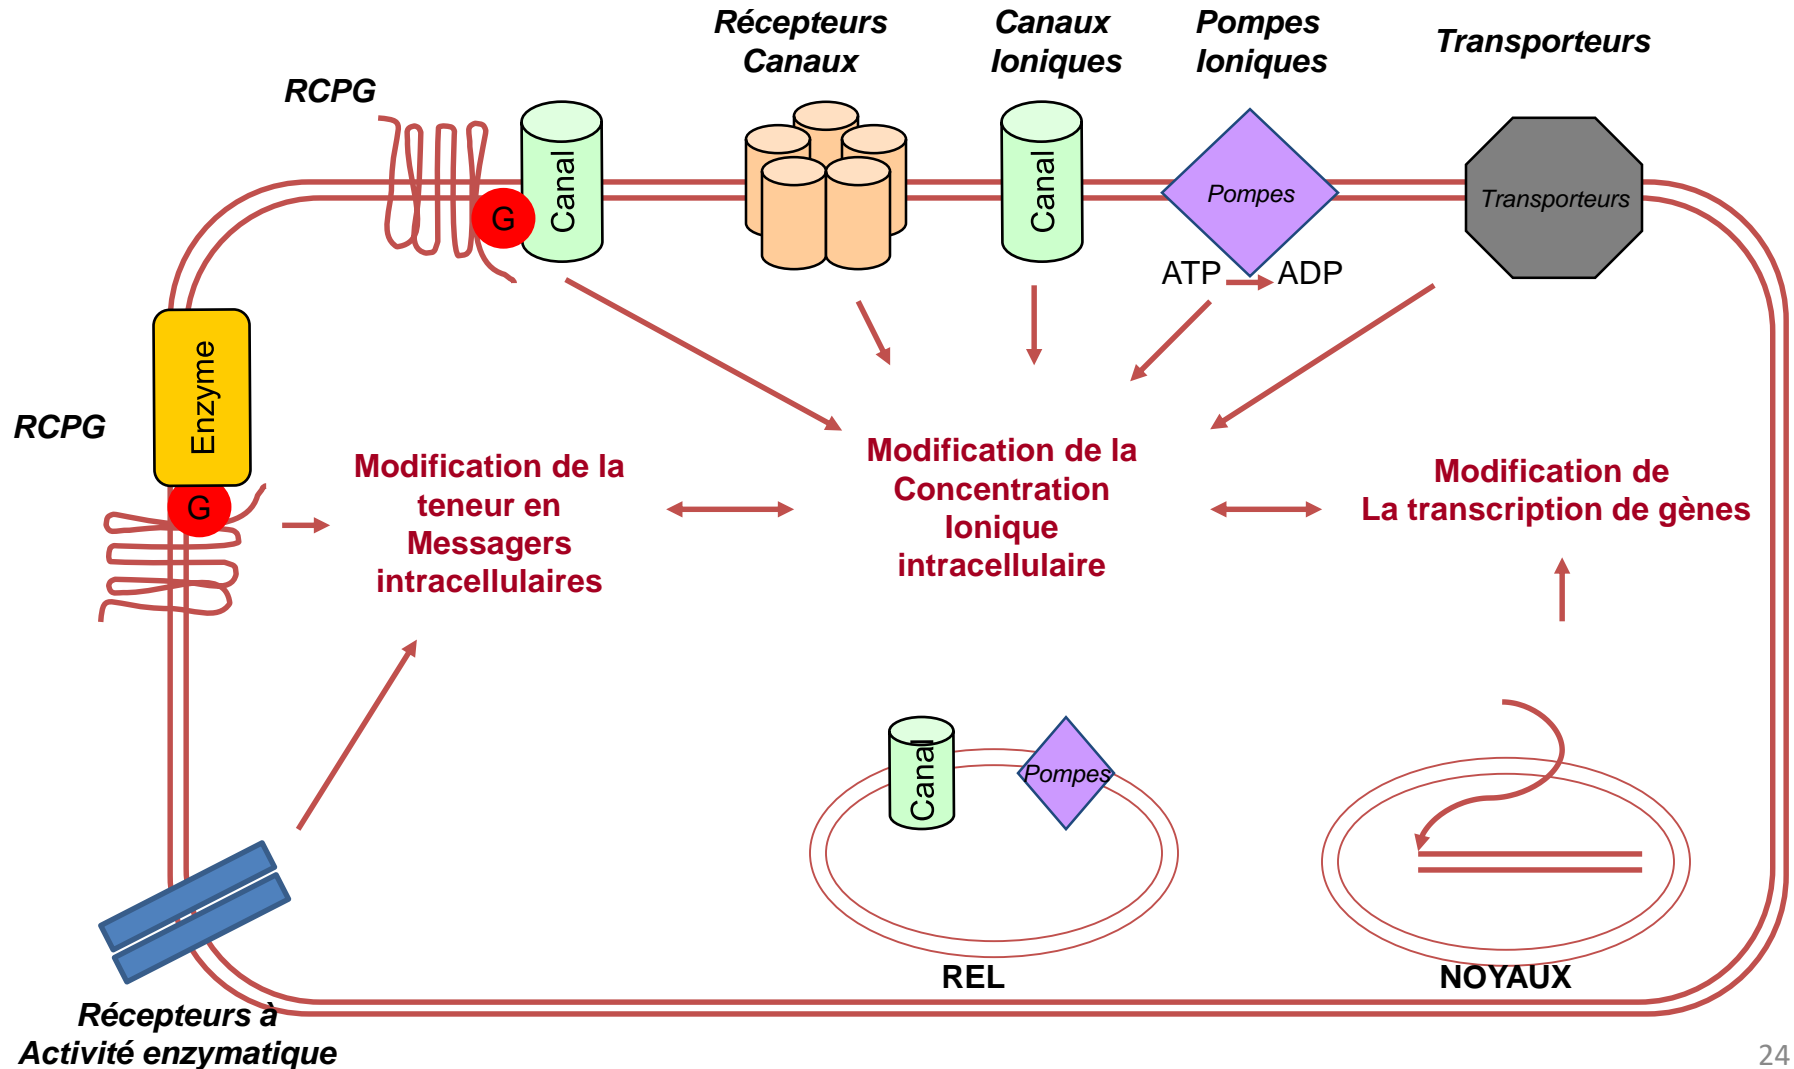 Récepteurs
Canaux
Canaux
Ioniques
Pompes
Ioniques
Transporteurs
RCPG
Canal
G
Canal
Pompes
Transporteurs
ATP
ADP
Enzyme
RCPG
G
Modification de la
teneur en
Messagers
intracellulaires
Modification de la
Concentration
Ionique
intracellulaire
Modification de
La transcription de gènes
Canal
Pompes
REL
NOYAUX
Récepteurs à
Activité enzymatique
24